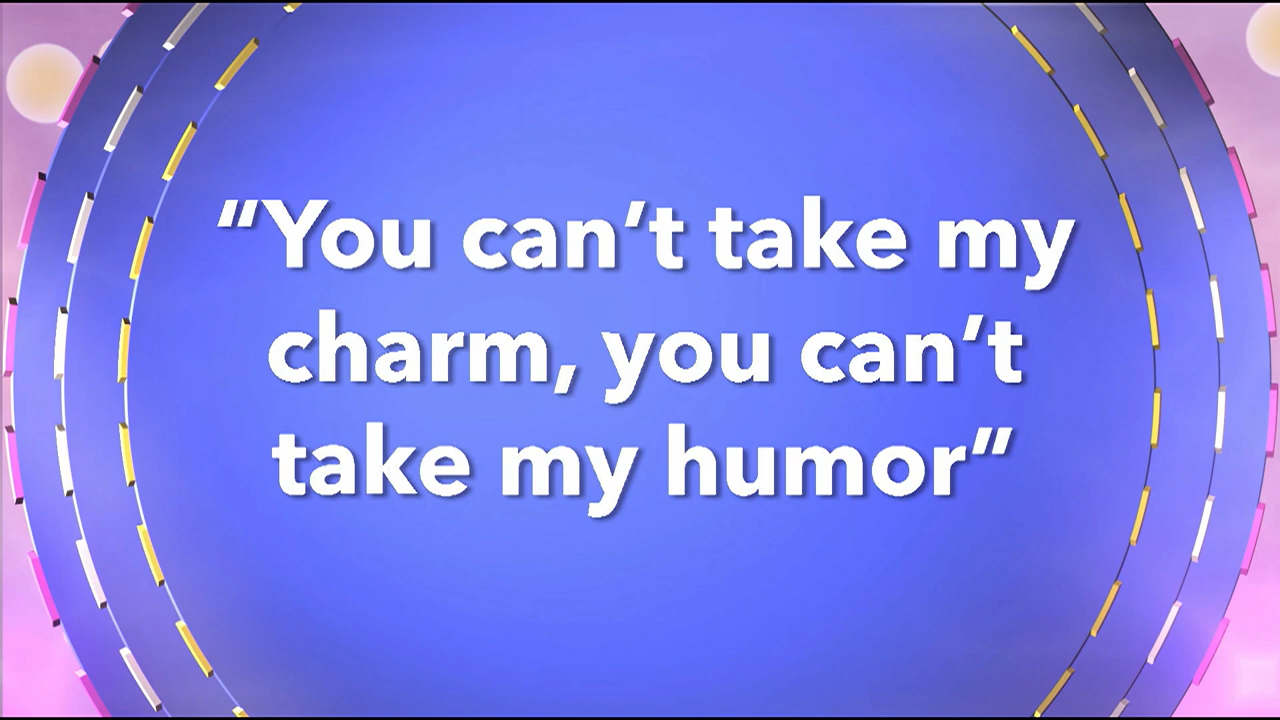 “You can’t take my
charm, you can’t
take my humor”